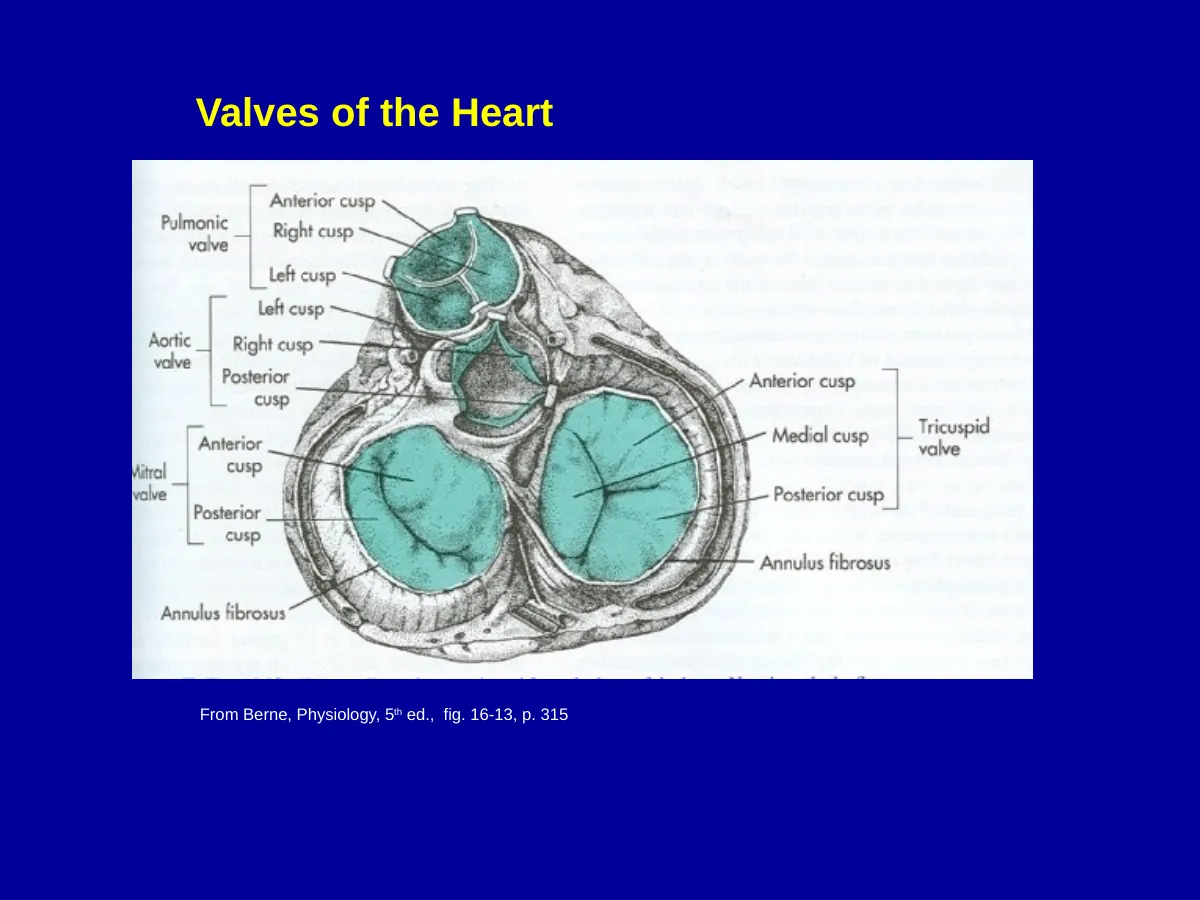 Valves of the Heart
Pulmonic
valve
Anterior cusp
Right cusp
Left cusp
Aortic
valve
Left cusp
Right cusp
Posterior
cusp
Mitral
valve
Anterior
cusp
Posterior
cusp
Annulus fibrosus
Anterior cusp
Medial cusp
Posterior cusp
Tricuspid
valve
Annulus fibrosus
From Berne, Physiology, 5th ed., fig. 16-13, p. 315